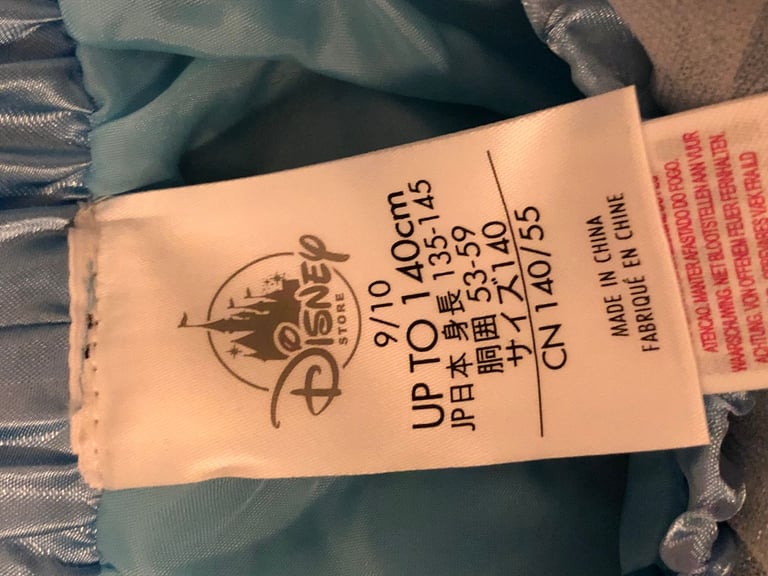 Disney
STORE
9/10
UP TO 140cm
JP日本 身長 135-145
胴囲 53-59
サイズ140
CN 140/55
MADE IN CHINA
FABRIQUÉ EN CHINE
ATENCAO. MANTER AFASTADO DO FOGO.
WAARSCHUWING. NIET BLOOTSTELLEN AAN VUUR
ACHTUNG. VON OFFENEM FEUER FERNHALTEN.